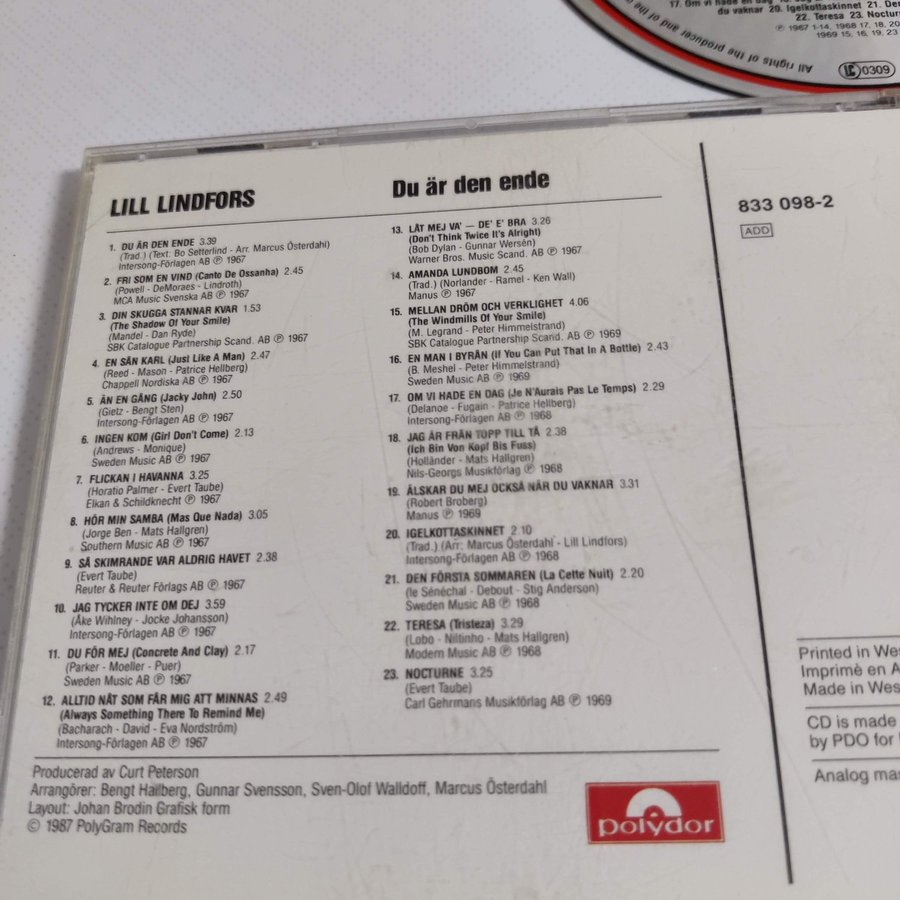 17. Om vi hade en dag
du vaknar 20. Igelkottaskinnet 21. Den
22. Teresa 23. Noctur
Ⓟ 1967 1-14, 1968 17, 18, 20
1969 15, 16, 19, 23
All rights of the producer and of the
LC 0309
LILL LINDFORS
Du är den ende
1. DU ÄR DEN ENDE 3.39
(Trad.) (Text: Bo Setterlind - Arr. Marcus Österdahl)
Intersong-Förlagen AB Ⓟ 1967
2. FRI SOM EN VIND (Canto De Ossanha) 2.45
(Powell - DeMoraes - Lindroth)
MCA Music Svenska AB Ⓟ 1967
3. DIN SKUGGA STANNAR KVAR 1.53
(The Shadow Of Your Smile)
(Mandel - Dan Ryde)
SBK Catalogue Partnership Scand. AB Ⓟ 1967
4. EN SÅN KARL (Just Like A Man) 2.47
(Reed - Mason - Patrice Hellberg)
Chappell Nordiska AB Ⓟ 1967
5. ÄN EN GÅNG (Jacky John) 2.50
(Gietz - Bengt Sten)
Intersong-Förlagen AB Ⓟ 1967
6. INGEN KOM (Girl Don't Come) 2.13
(Andrews - Monique)
Sweden Music AB Ⓟ 1967
7. FLICKAN I HAVANNA 3.25
(Horatio Palmer - Evert Taube)
Elkan & Schildknecht Ⓟ 1967
8. HÖR MIN SAMBA (Mas Que Nada) 3.05
(Jorge Ben - Mats Hallgren)
Southern Music AB Ⓟ 1967
9. SÅ SKIMRANDE VAR ALDRIG HAVET 2.38
(Evert Taube)
Reuter & Reuter Förlags AB Ⓟ 1967
10. JAG TYCKER INTE OM DEJ 3.59
(Åke Wihlney - Jocke Johansson)
Intersong-Förlagen AB Ⓟ 1967
11. DU FÖR MEJ (Concrete And Clay) 2.17
(Parker - Moeller - Puer)
Sweden Music AB Ⓟ 1967
12. ALLTID NÅT SOM FÅR MIG ATT MINNAS 2.49
(Always Something There To Remind Me)
(Bacharach - David - Eva Nordström)
Intersong-Förlagen AB Ⓟ 1967
13. LÅT MEJ VA' — DE' E' BRA 3.26
(Don't Think Twice It's Alright)
(Bob Dylan - Gunnar Wersén)
Warner Bros. Music Scand. AB Ⓟ 1967
14. AMANDA LUNDBOM 2.45
(Trad.) (Norlander - Ramel - Ken Wall)
Manus Ⓟ 1967
15. MELLAN DRÖM OCH VERKLIGHET 4.06
(The Windmills Of Your Smile)
(M. Legrand - Peter Himmelstrand)
SBK Catalogue Partnership Scand. AB Ⓟ 1969
16. EN MAN I BYRÅN (If You Can Put That In A Bottle) 2.43
(B. Meshel - Peter Himmelstrand)
Sweden Music AB Ⓟ 1969
17. OM VI HADE EN DAG (Je N'Aurais Pas Le Temps) 2.29
(Delanoe - Fugain - Patrice Hellberg)
Intersong-Förlagen AB Ⓟ 1968
18. JAG ÄR FRÅN TOPP TILL TÅ 2.38
(Ich Bin Von Kopf Bis Fuss)
(Holländer - Mats Hallgren)
Nils-Georgs Musikförlag Ⓟ 1968
19. ÄLSKAR DU MEJ OCKSÅ NÄR DU VAKNAR 3.31
(Robert Broberg)
Manus Ⓟ 1969
20. IGELKOTTASKINNET 2.10
(Trad.) (Arr: Marcus Österdahl - Lill Lindfors)
Intersong-Förlagen AB Ⓟ 1968
21. DEN FÖRSTA SOMMAREN (La Cette Nuit) 2.20
(le Sénéchal - Debout - Stig Anderson)
Sweden Music AB Ⓟ 1968
22. TERESA (Tristeza) 3.29
(Lobo - Niltinho - Mats Hallgren)
Modern Music AB Ⓟ 1968
23. NOCTURNE 3.25
(Evert Taube)
Carl Gehrmans Musikförlag AB Ⓟ 1969
833 098-2
ADD
Printed in Wes
Imprimè en A
Made in Wes
CD is made
by PDO for
Analog mas
Producerad av Curt Peterson
Arrangörer: Bengt Hallberg, Gunnar Svensson, Sven-Olof Walldoff, Marcus Österdahl
Layout: Johan Brodin Grafisk form
© 1987 PolyGram Records
polydor